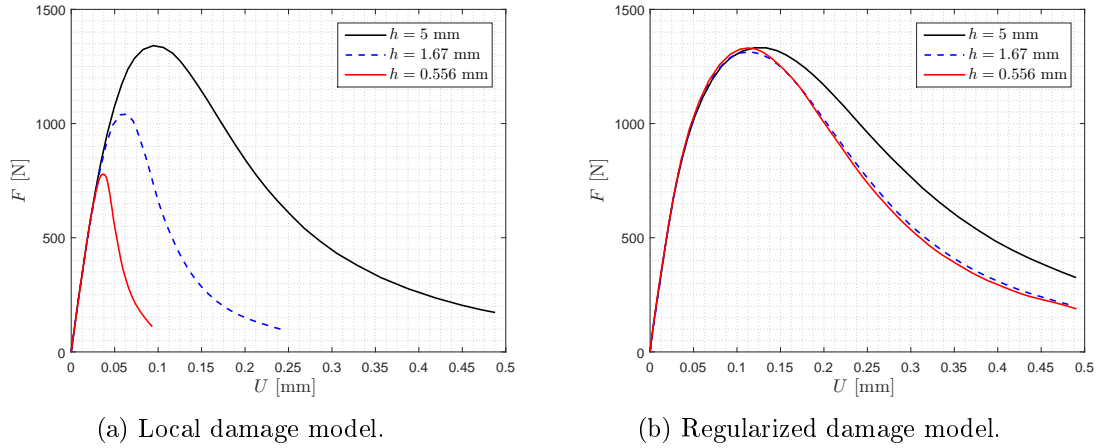 1500
1000
500
0
F [N]
h = 5 mm
h = 1.67 mm
h = 0.556 mm
0 0.05 0.1 0.15 0.2 0.25 0.3 0.35 0.4 0.45 0.5
U [mm]
(a) Local damage model.
1500
1000
500
0
F [N]
h = 5 mm
h = 1.67 mm
h = 0.556 mm
0 0.05 0.1 0.15 0.2 0.25 0.3 0.35 0.4 0.45 0.5
U [mm]
(b) Regularized damage model.